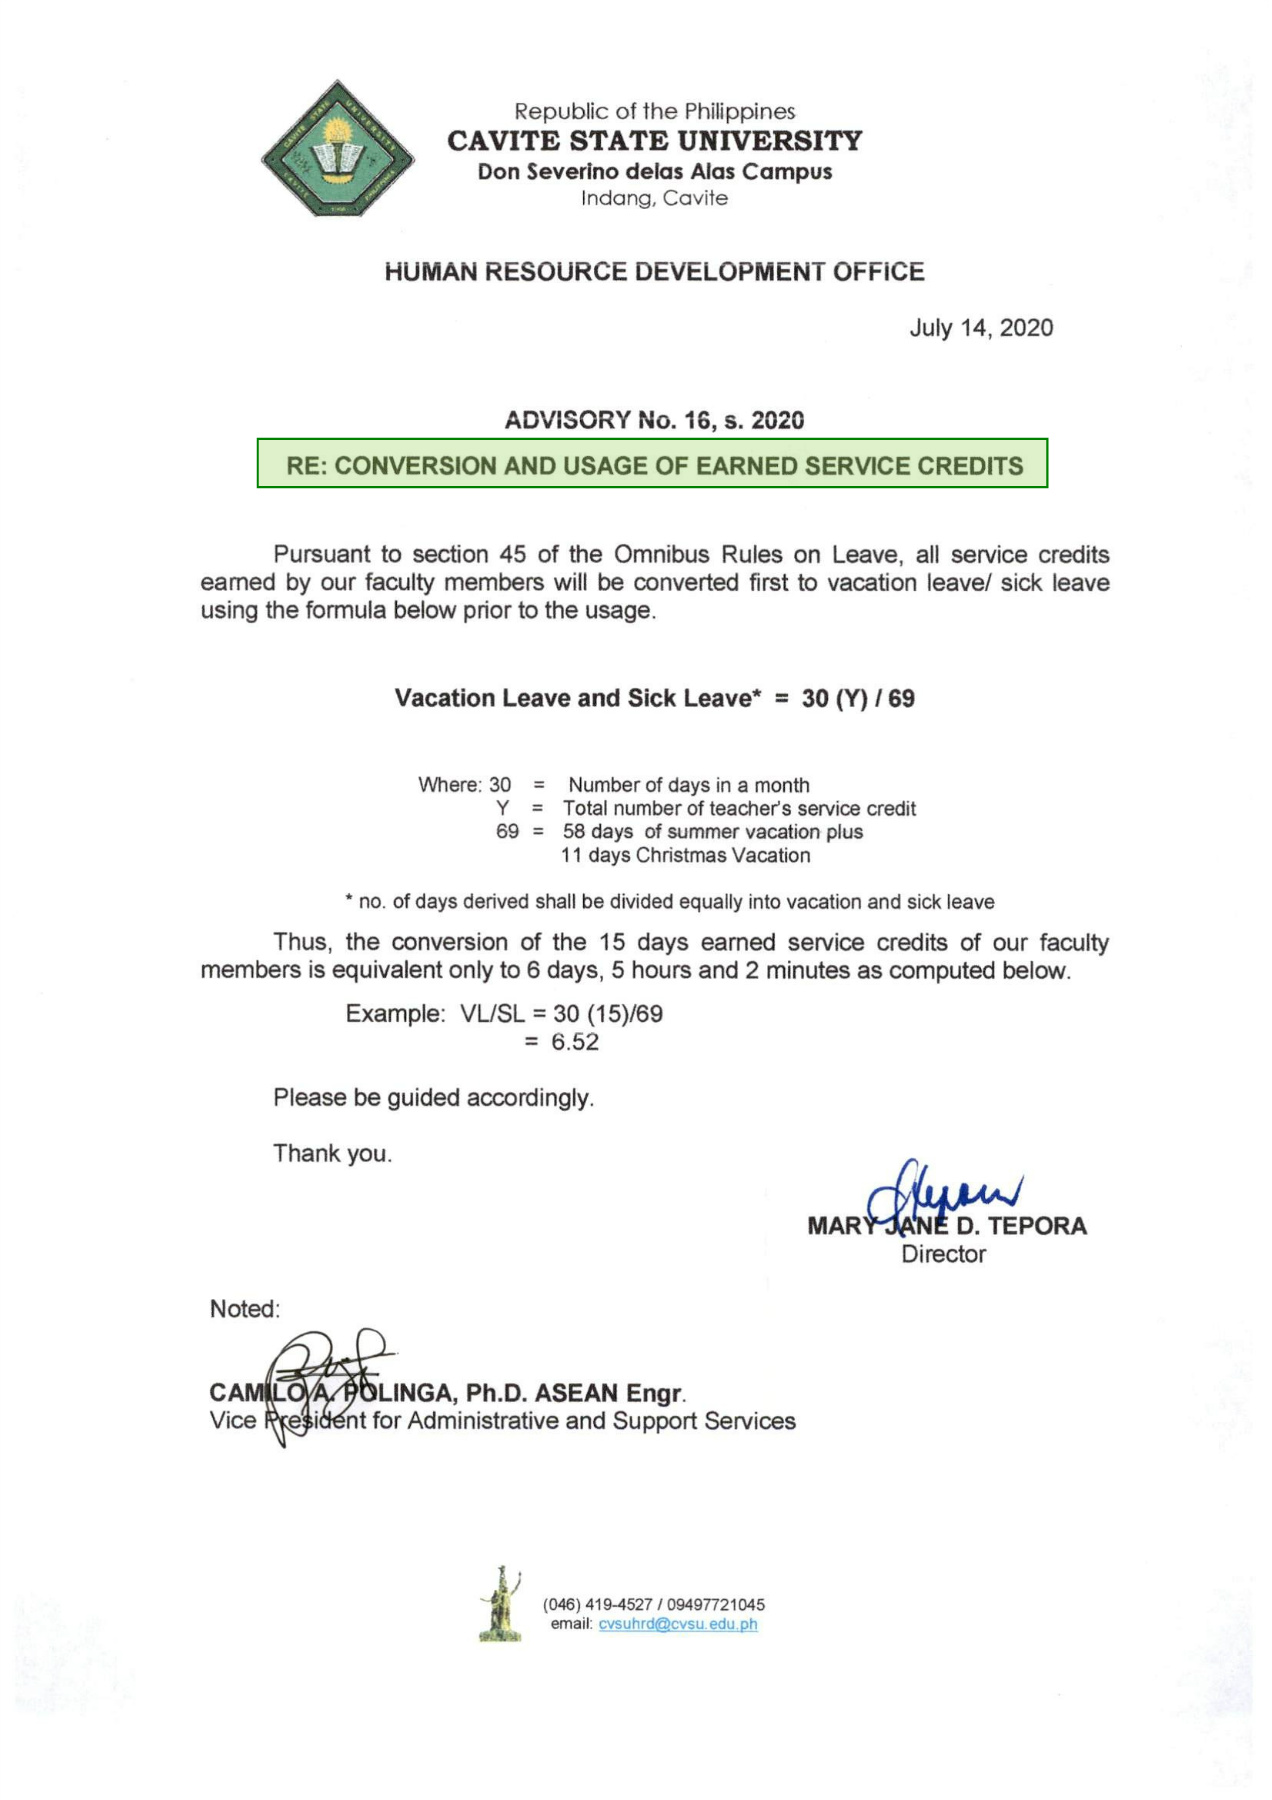 Republic of the Philippines
CAVITE STATE UNIVERSITY
Don Severino delas Alas Campus
Indang, Cavite
HUMAN RESOURCE DEVELOPMENT OFFICE
July 14, 2020
ADVISORY No. 16, s. 2020
RE: CONVERSION AND USAGE OF EARNED SERVICE CREDITS
Pursuant to section 45 of the Omnibus Rules on Leave, all service credits
earned by our faculty members will be converted first to vacation leave/ sick leave
using the formula below prior to the usage.
Vacation Leave and Sick Leave* = 30 (Y) / 69
Where: 30 = Number of days in a month
Y = Total number of teacher's service credit
69 = 58 days of summer vacation plus
11 days Christmas Vacation
* no. of days derived shall be divided equally into vacation and sick leave
Thus, the conversion of the 15 days earned service credits of our faculty
members is equivalent only to 6 days, 5 hours and 2 minutes as computed below.
Example: VL/SL = 30 (15)/69
= 6.52
Please be guided accordingly.
Thank you.
MARY JANE D. TEPORA
Director
Noted:
CAMILO A. POLINGA, Ph.D. ASEAN Engr.
Vice President for Administrative and Support Services
(046) 419-4527 / 09497721045
email: cvsuhrd@cvsu.edu.ph